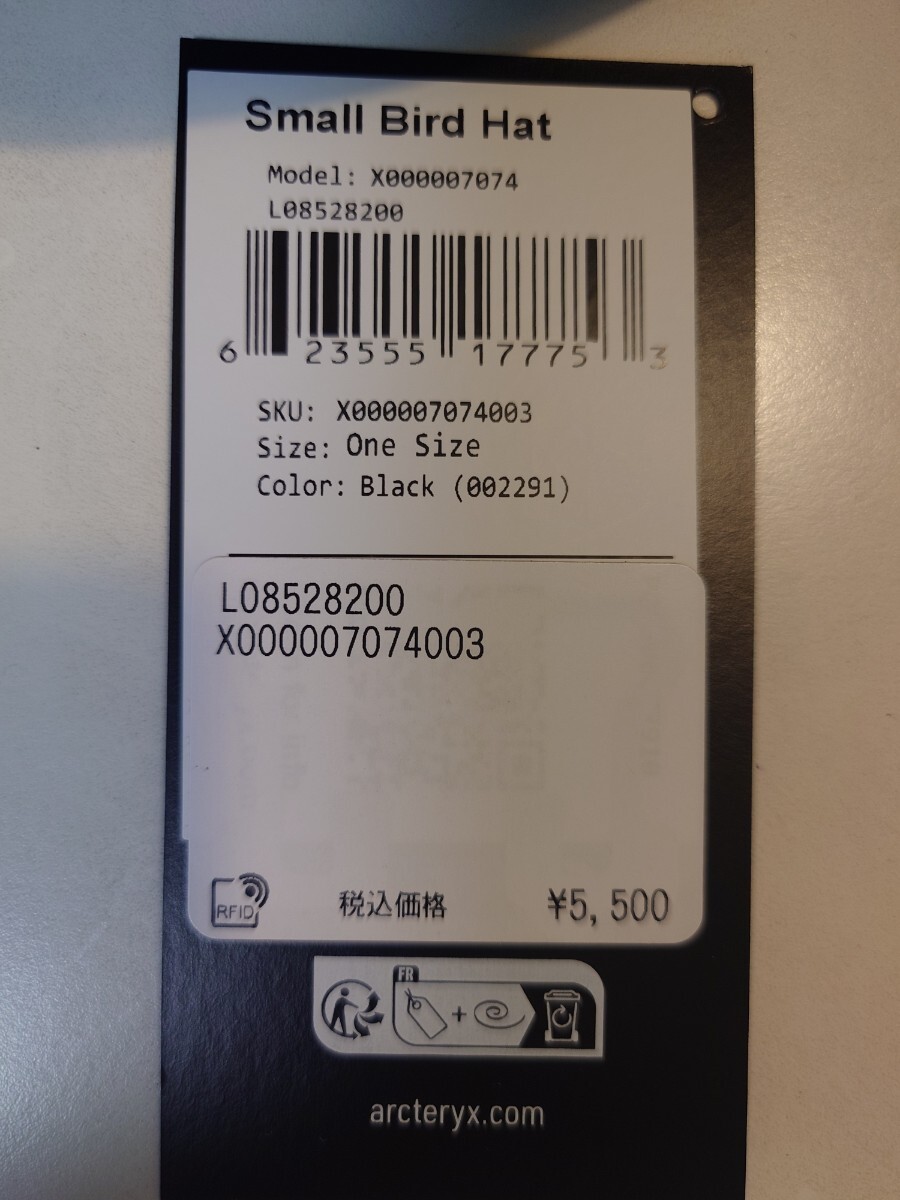 Small Bird Hat
Model: X000007074
L08528200
6 23555 17775 3
SKU: X000007074003
Size: One Size
Color: Black (002291)
L08528200
X000007074003
RFID 税込価格 ¥5,500
FR
+
arcteryx.com